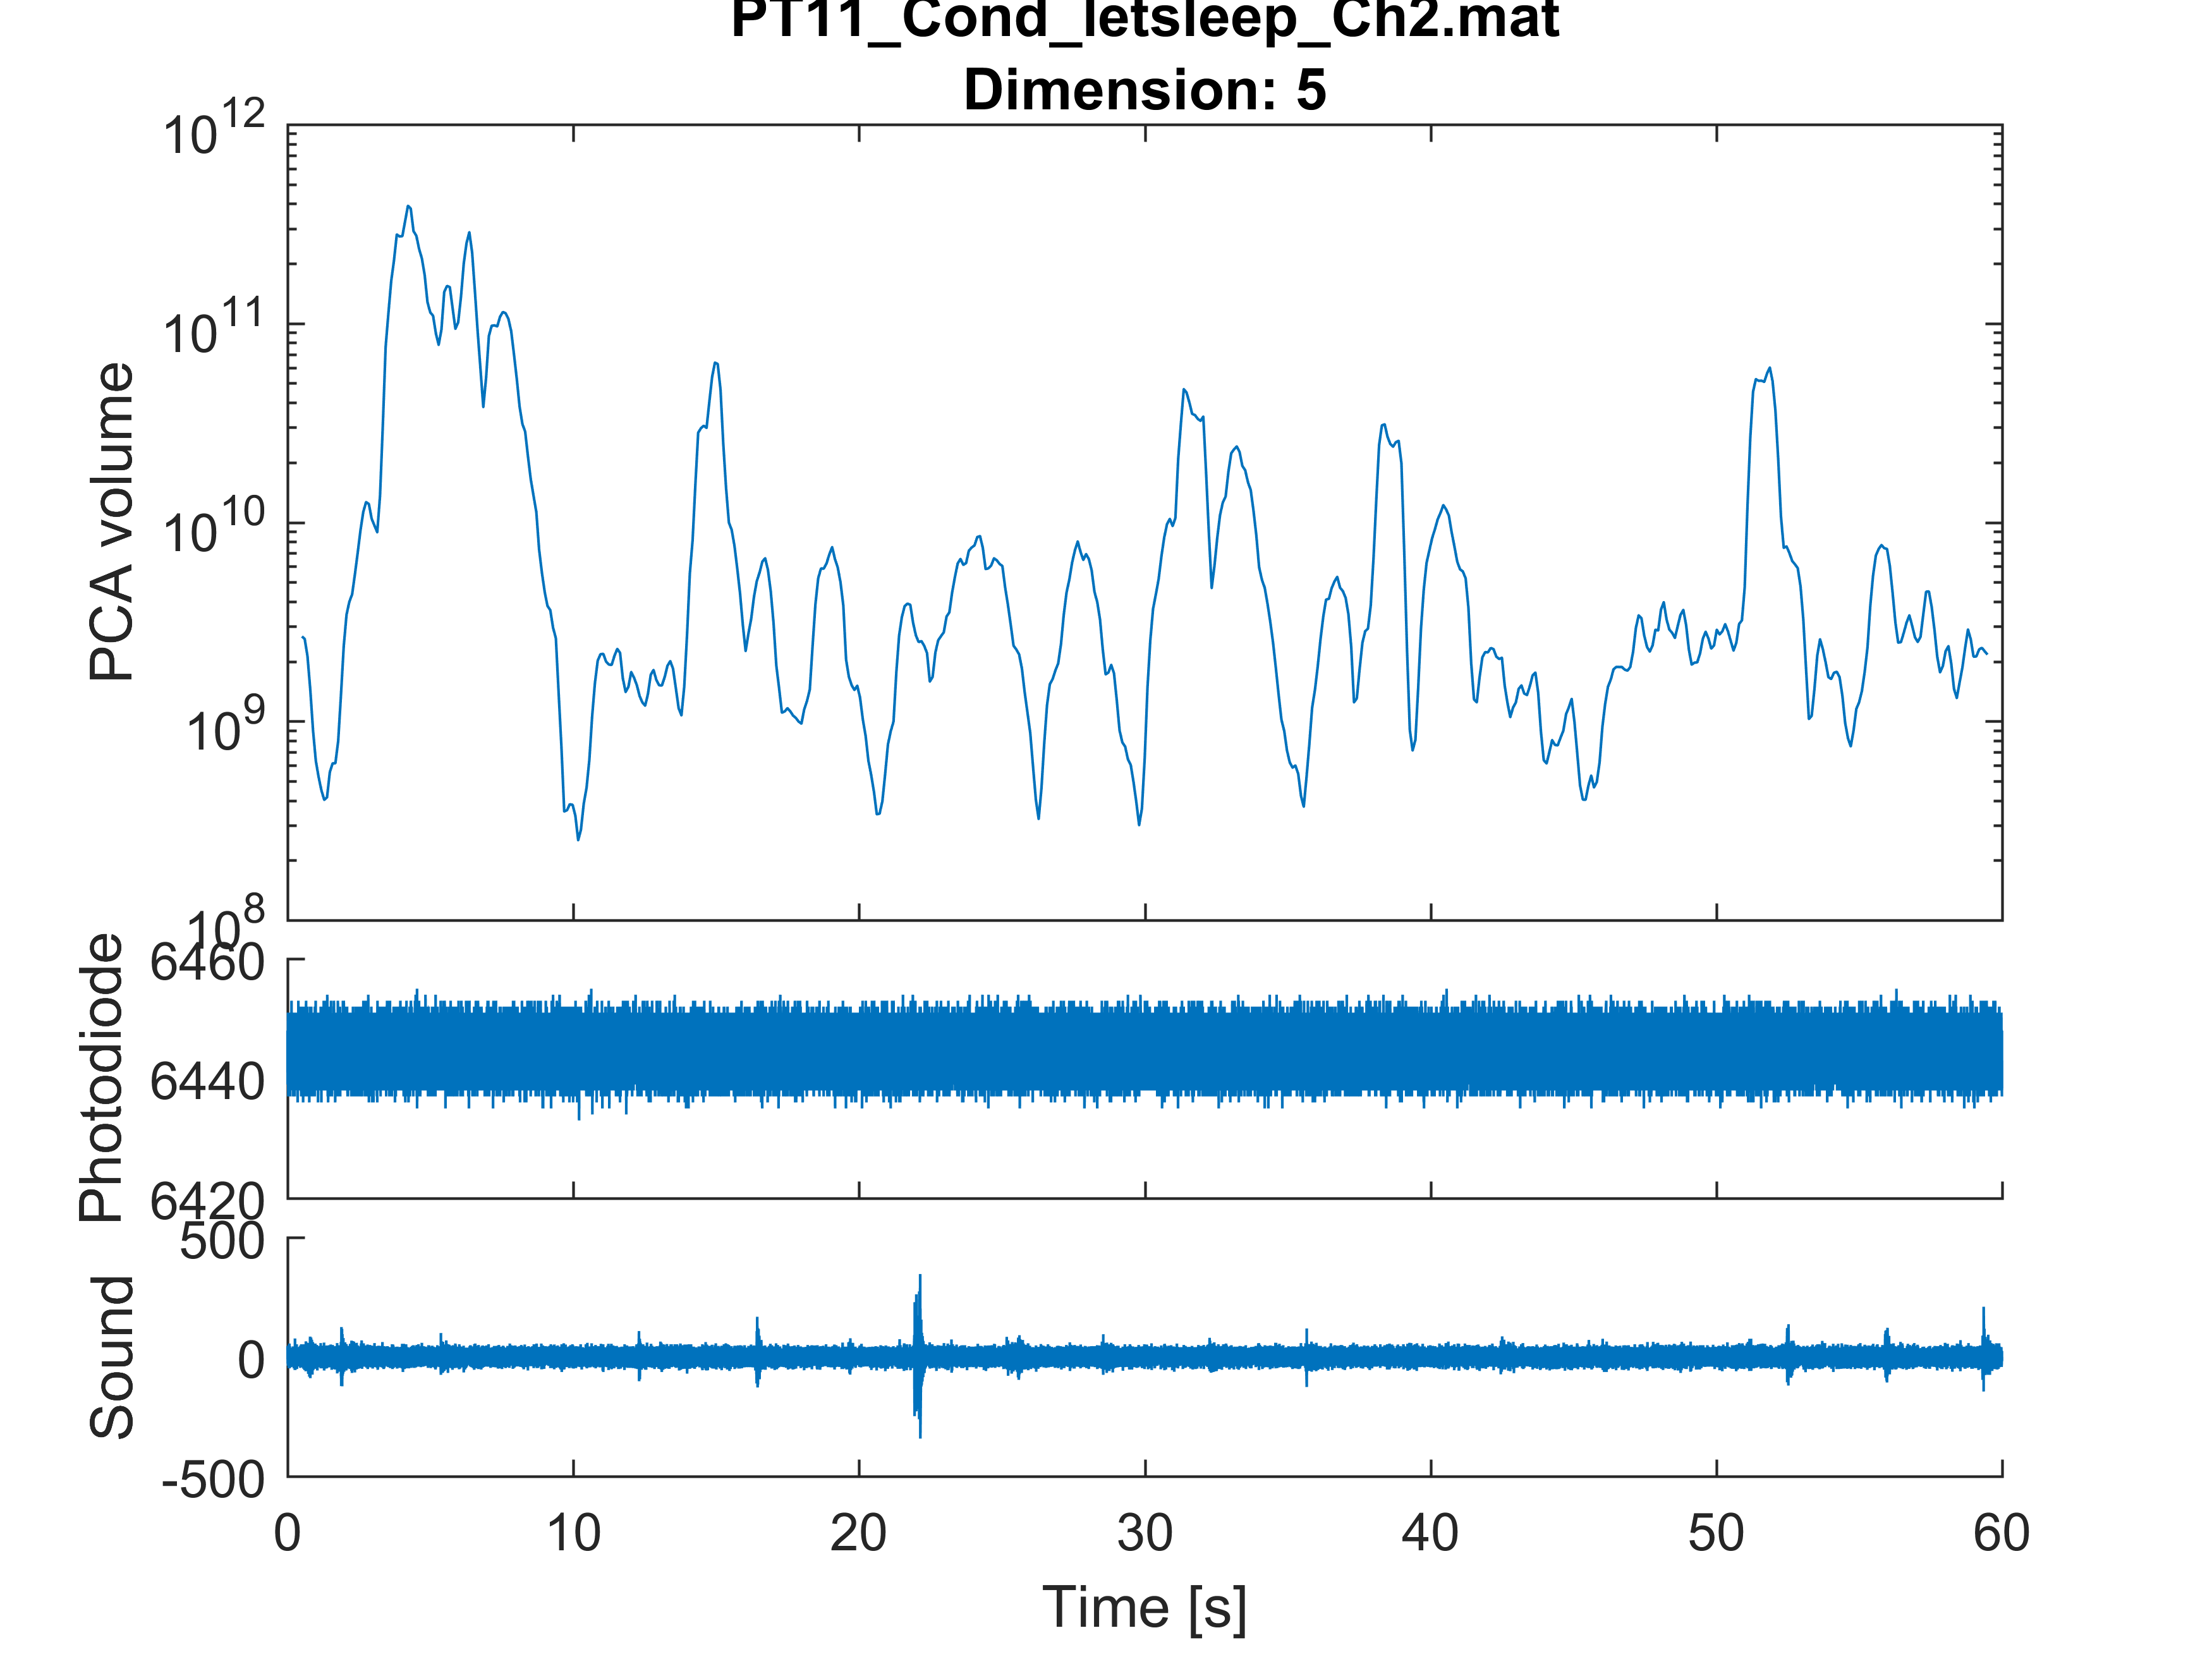 PT11_Cond_letsleep_Ch2.mat
Dimension: 5
PCA volume
10^12
10^11
10^10
10^9
10^8
Photodiode
6460
6440
6420
Sound
500
0
-500
0 10 20 30 40 50 60
Time [s]